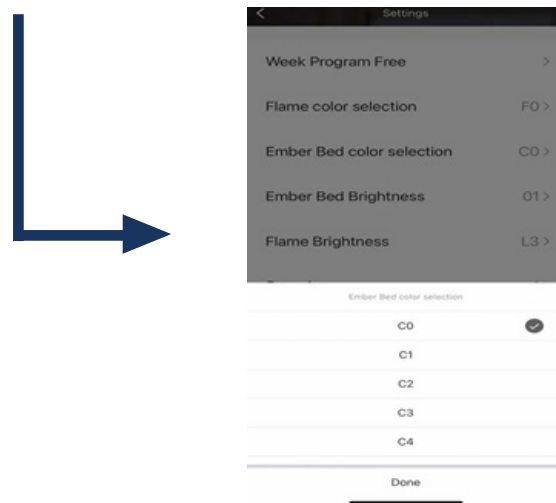 Settings
Week Program Free
Flame color selection F0 >
Ember Bed color selection C0 >
Ember Bed Brightness 01 >
Flame Brightness L3 >
Ember Bed color selection
C0
C1
C2
C3
C4
Done